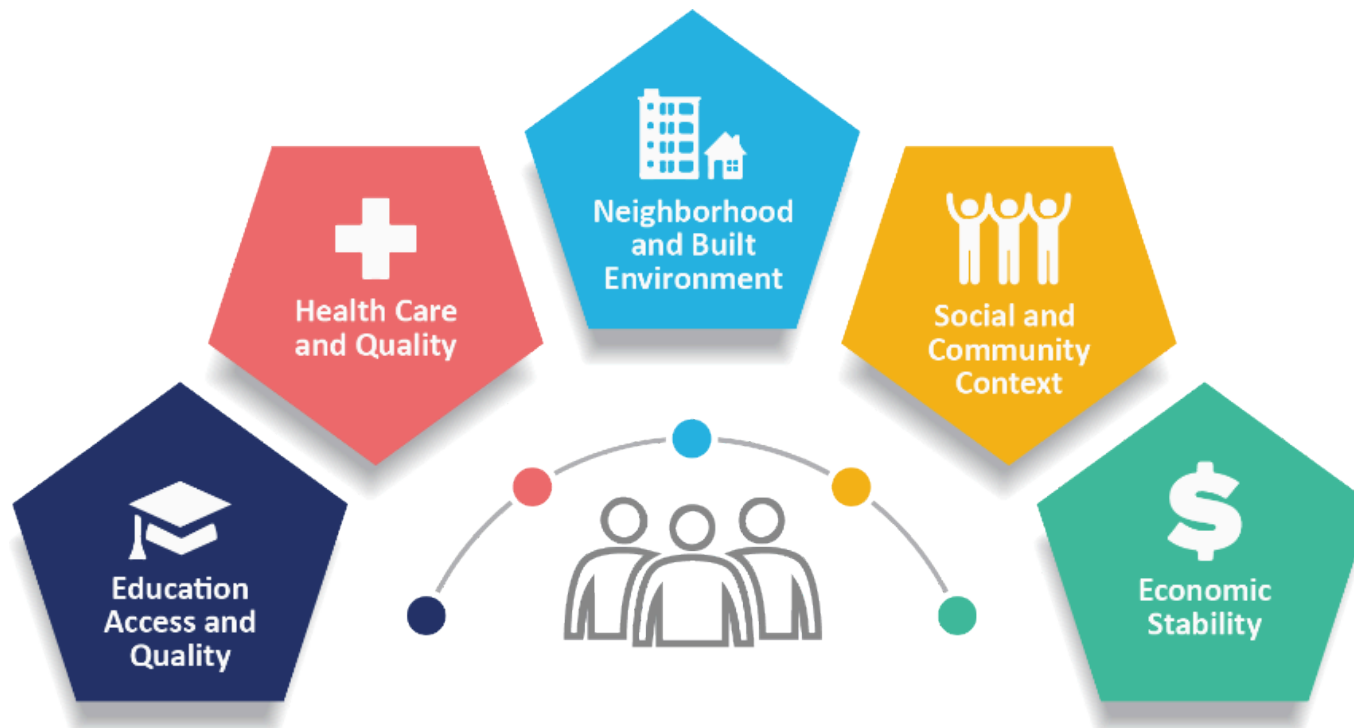 Education
Access and
Quality
Health Care
and Quality
Neighborhood
and Built
Environment
Social and
Community
Context
$
Economic
Stability